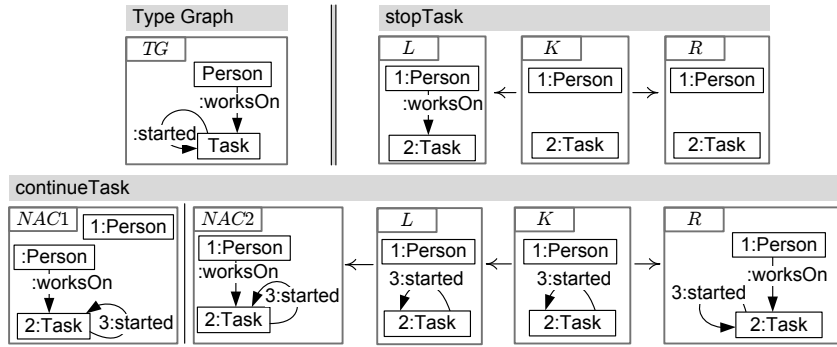 Type Graph
stopTask
TG
Person
:worksOn
:started
Task
L
1:Person
:worksOn
2:Task
K
1:Person
2:Task
R
1:Person
2:Task
continueTask
NAC1
1:Person
:Person
:worksOn
2:Task
3:started
NAC2
1:Person
:worksOn
3:started
2:Task
L
1:Person
3:started
2:Task
K
1:Person
3:started
2:Task
R
1:Person
:worksOn
3:started
2:Task